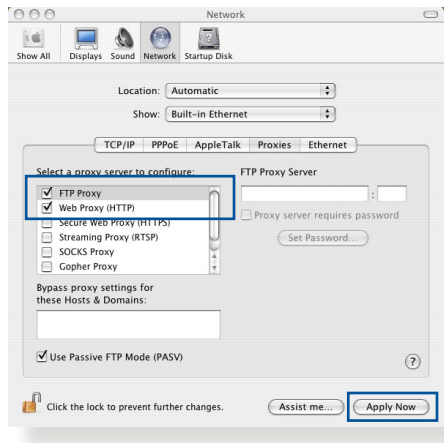 Network
Show All Displays Sound Network Startup Disk
Location: Automatic
Show: Built-in Ethernet
TCP/IP PPPoE AppleTalk Proxies Ethernet
Select a proxy server to configure: FTP Proxy Server
FTP Proxy
:
Web Proxy (HTTP)
Proxy server requires password
Secure Web Proxy (HTTPS)
Streaming Proxy (RTSP)
Set Password...
SOCKS Proxy
Gopher Proxy
Bypass proxy settings for
these Hosts & Domains:
Use Passive FTP Mode (PASV)
?
Click the lock to prevent further changes. Assist me... Apply Now